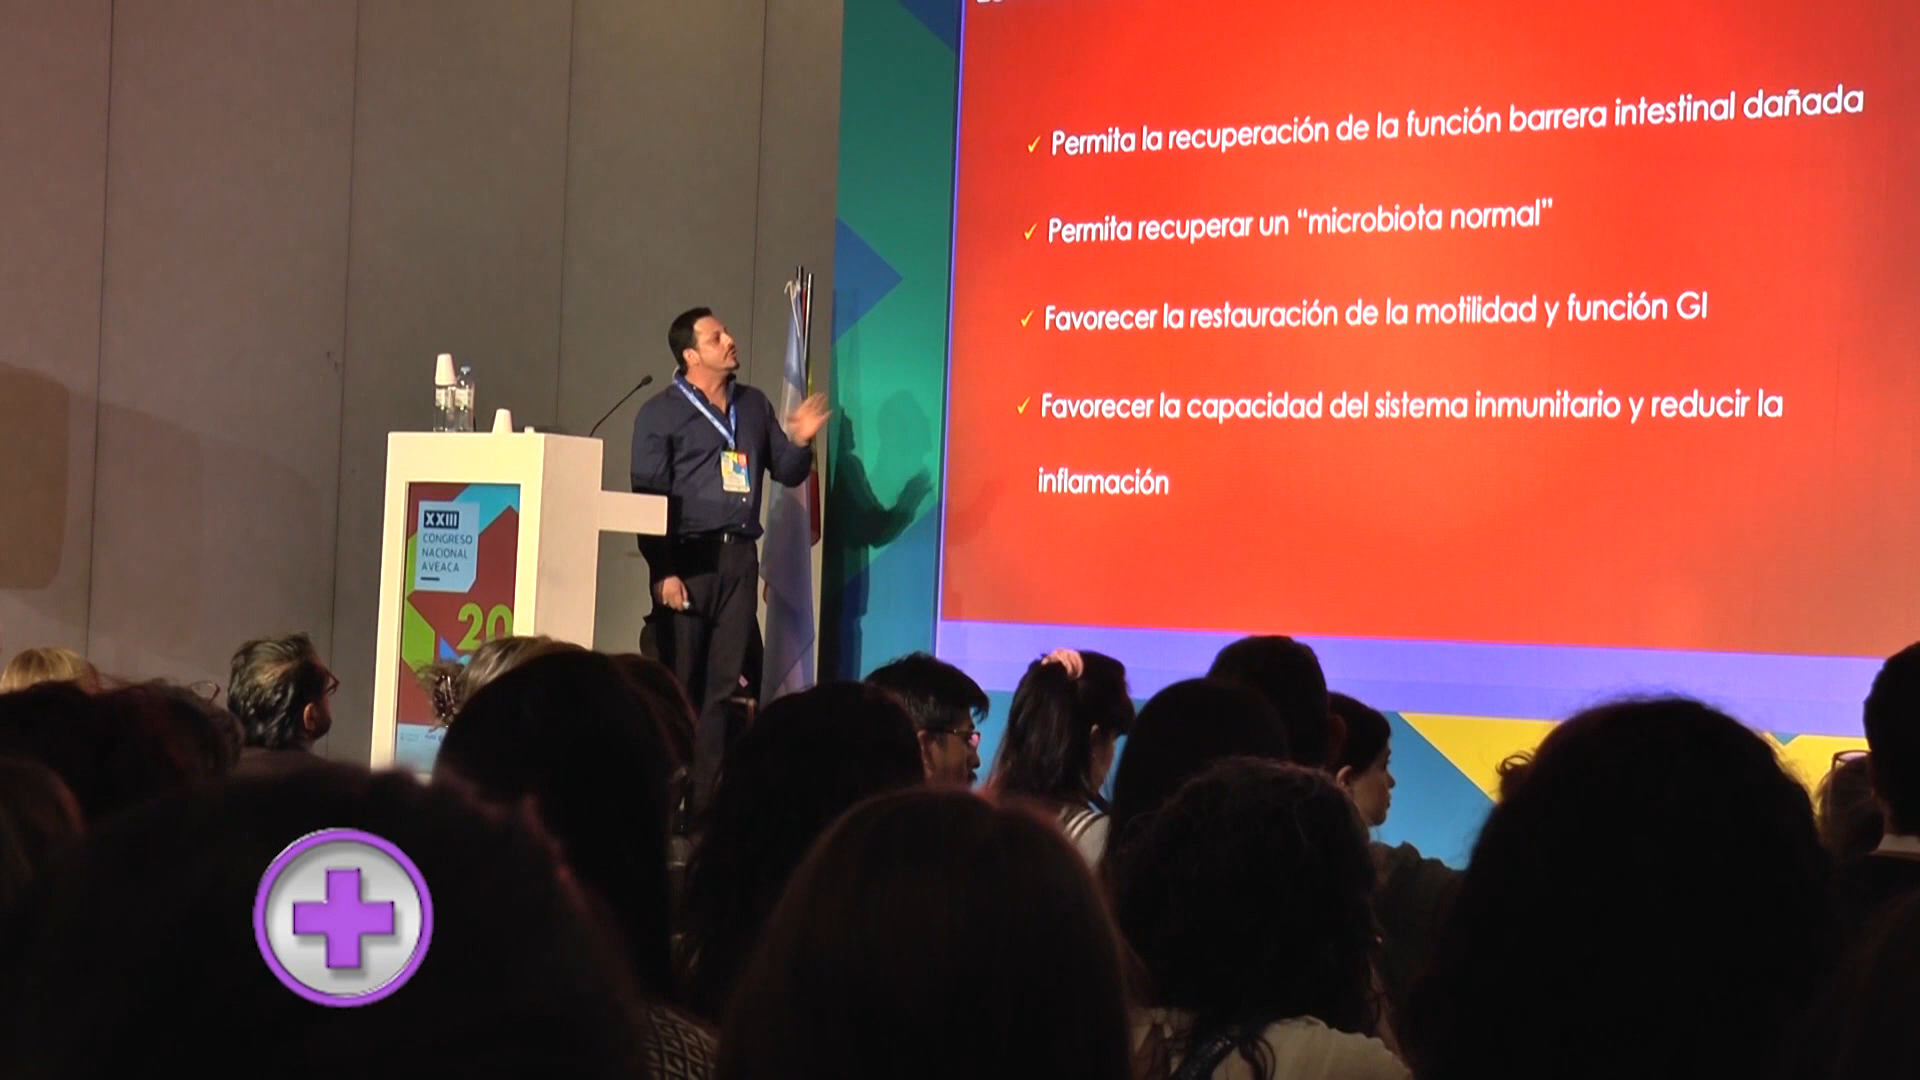 ✓ Permita la recuperación de la función barrera intestinal dañada
✓ Permita recuperar un “microbiota normal”
✓ Favorecer la restauración de la motilidad y función GI
✓ Favorecer la capacidad del sistema inmunitario y reducir la
inflamación
XXIII
CONGRESO
NACIONAL
AVEACA
20